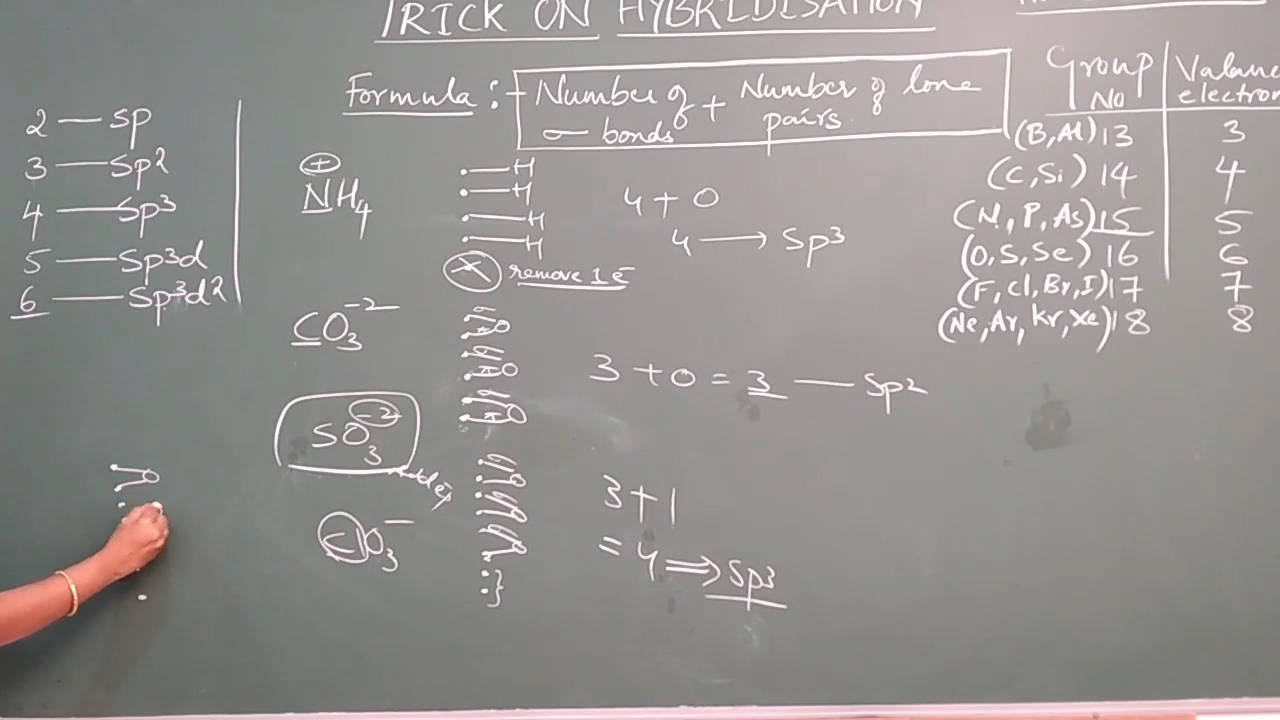 TRICK ON HYBRIDISATION
Formula :- Number of σ bonds + Number of lone pairs
2 — sp
3 — Sp2
4 — Sp3
5 — Sp3d
6 — Sp3d2
NH4 +
H
H
H
H
remove 1 e-
4 + 0
4 → Sp3
CO3 -2
O
O
O
3 + 0 = 3 — Sp2
SO3 -2
add e-
O
O
O
3 + 1
= 4 ⇒ Sp3
ClO3 -
O
Group No | Valance electron
(B, Al) 13 | 3
(C, Si) 14 | 4
(N, P, As) 15 | 5
(O, S, Se) 16 | 6
(F, Cl, Br, I) 17 | 7
(Ne, Ar, Kr, Xe) 18 | 8